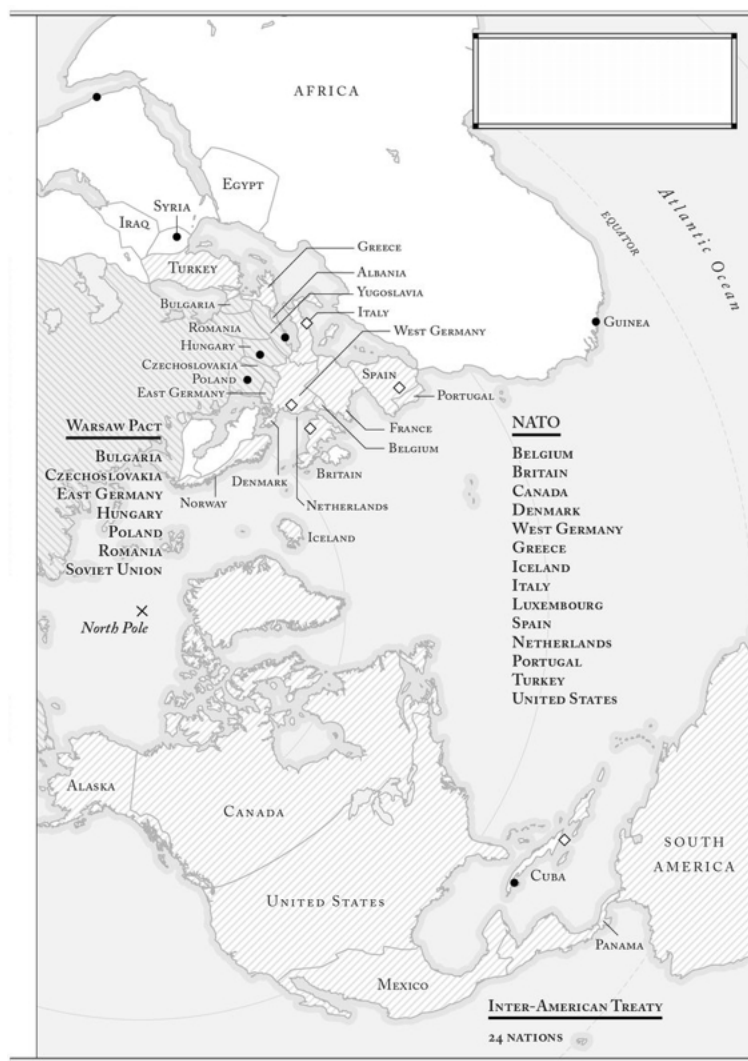 AFRICA
EGYPT
SYRIA
IRAQ
TURKEY
GREECE
ALBANIA
YUGOSLAVIA
ITALY
BULGARIA
ROMANIA
HUNGARY
CZECHOSLOVAKIA
POLAND
EAST GERMANY
WEST GERMANY
SPAIN
PORTUGAL
FRANCE
BELGIUM
BRITAIN
NETHERLANDS
DENMARK
NORWAY
ICELAND
EQUATOR
Atlantic Ocean
GUINEA
WARSAW PACT
BULGARIA
CZECHOSLOVAKIA
EAST GERMANY
HUNGARY
POLAND
ROMANIA
SOVIET UNION
North Pole
NATO
BELGIUM
BRITAIN
CANADA
DENMARK
WEST GERMANY
GREECE
ICELAND
ITALY
LUXEMBOURG
SPAIN
NETHERLANDS
PORTUGAL
TURKEY
UNITED STATES
ALASKA
CANADA
UNITED STATES
MEXICO
CUBA
PANAMA
SOUTH
AMERICA
INTER-AMERICAN TREATY
24 NATIONS